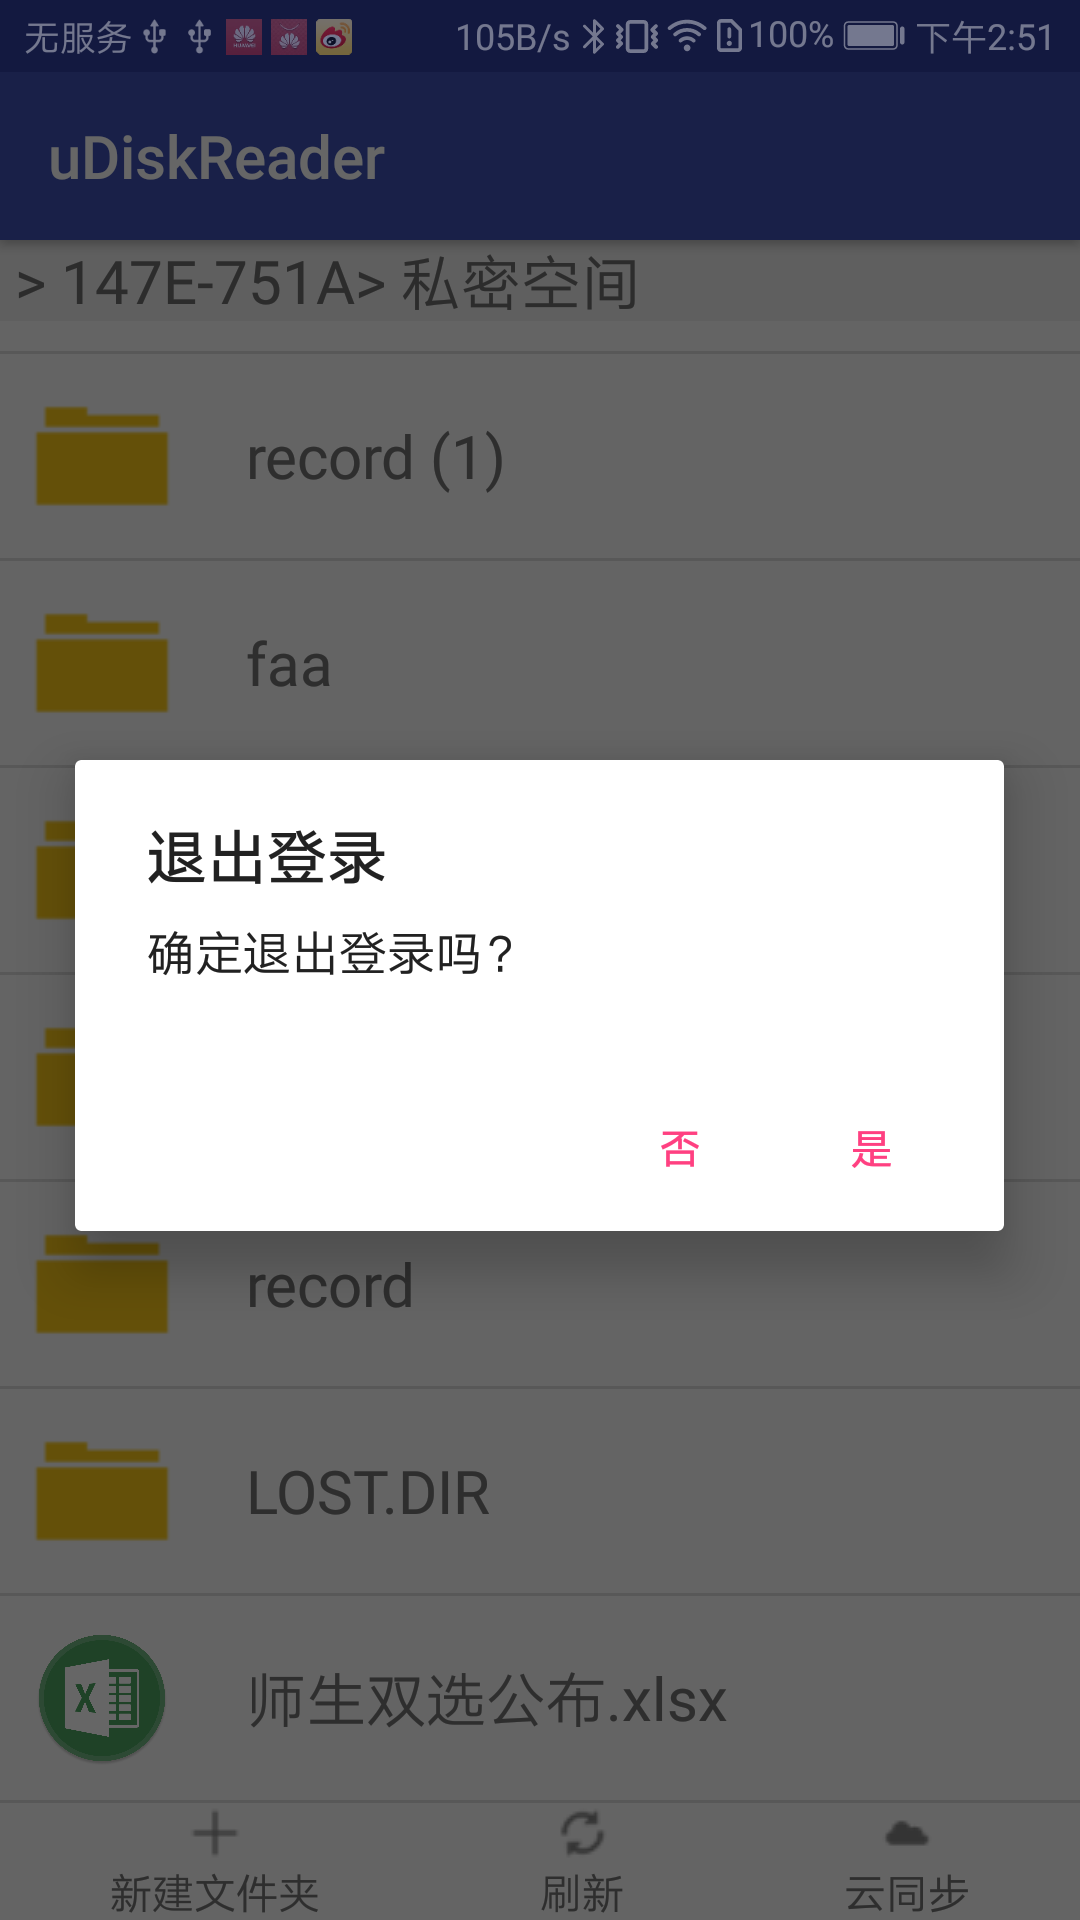 无服务 105B/s 100% 下午2:51
uDiskReader
> 147E-751A> 私密空间
record (1)
faa
退出登录
确定退出登录吗？
否 是
record
LOST.DIR
师生双选公布.xlsx
新建文件夹 刷新 云同步